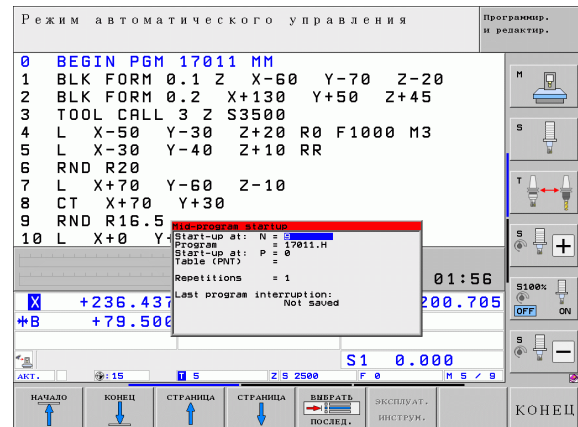 Режим автоматического управления
Программир.
и редактир.
0 BEGIN PGM 17011 MM
1 BLK FORM 0.1 Z X-60 Y-70 Z-20
2 BLK FORM 0.2 X+130 Y+50 Z+45
3 TOOL CALL 3 Z S3500
4 L X-50 Y-30 Z+20 R0 F1000 M3
5 L X-30 Y-40 Z+10 RR
6 RND R20
7 L X+70 Y-60 Z-10
8 CT X+70 Y+30
9 RND R16.5
10 L X+0 Y
Mid-program startup
Start-up at: N = 9
Program = 17011.H
Start-up at: P = 0
Table (PNT) =
Repetitions = 1
Last program interruption:
Not saved
01:56
X +236.437
200.705
B +79.500
S1 0.000
АКТ. : 15 T 5 Z S 2500 F 0 M 5 / 9
M
S
T
S
S100%
OFF ON
S
НАЧАЛО
КОНЕЦ
СТРАНИЦА
СТРАНИЦА
ВЫБРАТЬ
ПОСЛЕД.
ЭКСПЛУАТ.
ИНСТРУМ.
КОНЕЦ